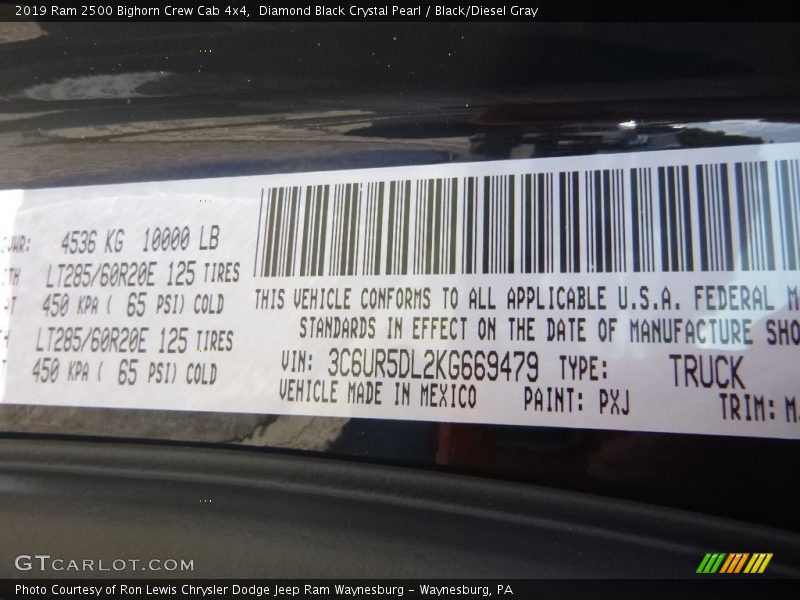 2019 Ram 2500 Bighorn Crew Cab 4x4,  Diamond Black Crystal Pearl / Black/Diesel Gray
4536 KG 10000 LB
LT285/60R20E 125 TIRES
450 KPA ( 65 PSI) COLD
LT285/60R20E 125 TIRES
450 KPA ( 65 PSI) COLD
THIS VEHICLE CONFORMS TO ALL APPLICABLE U.S.A. FEDERAL M
STANDARDS IN EFFECT ON THE DATE OF MANUFACTURE SHO
VIN: 3C6UR5DL2KG669479 TYPE: TRUCK
VEHICLE MADE IN MEXICO PAINT: PXJ TRIM:
GTCARLOT.COM
Photo Courtesy of Ron Lewis Chrysler Dodge Jeep Ram Waynesburg - Waynesburg, PA